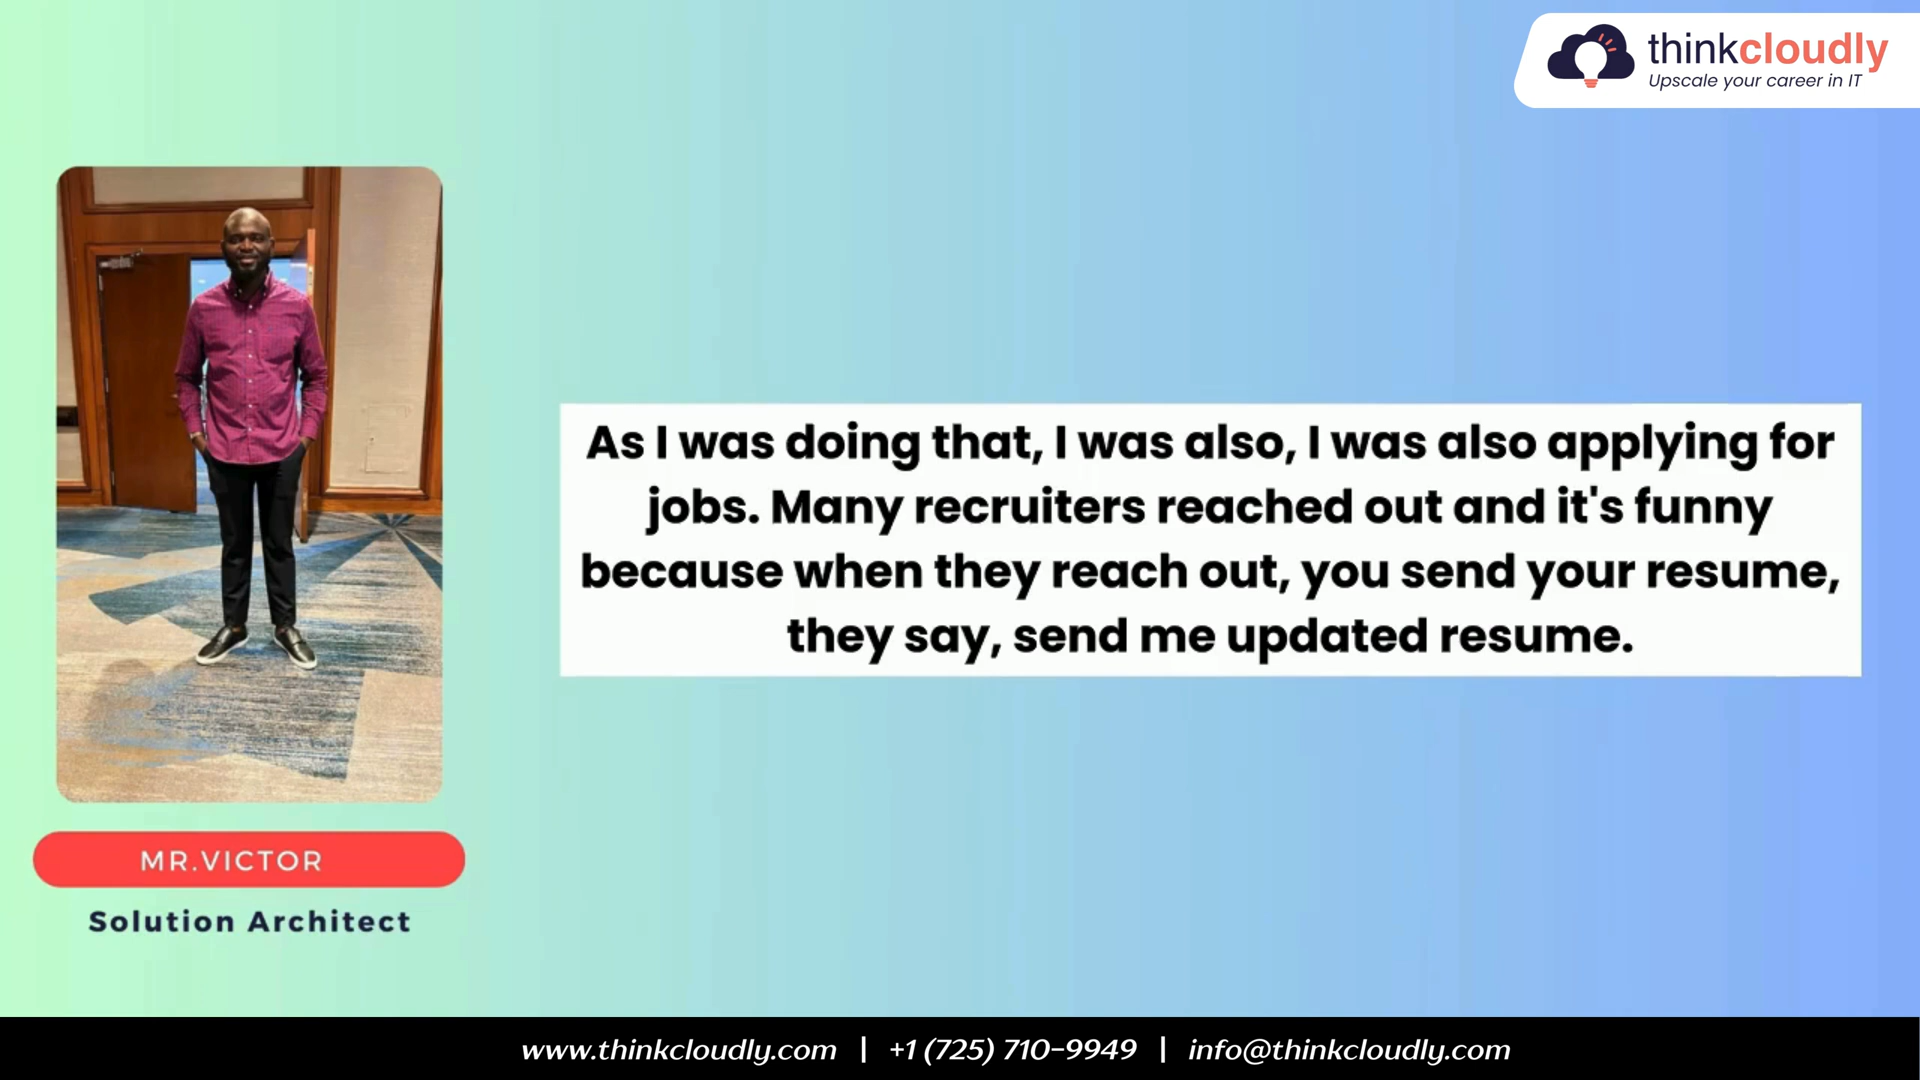 thinkcloudly
Upscale your career in IT
As I was doing that, I was also, I was also applying for
jobs. Many recruiters reached out and it's funny
because when they reach out, you send your resume,
they say, send me updated resume.
MR.VICTOR
Solution Architect
www.thinkcloudly.com | +1 (725) 710-9949 | info@thinkcloudly.com